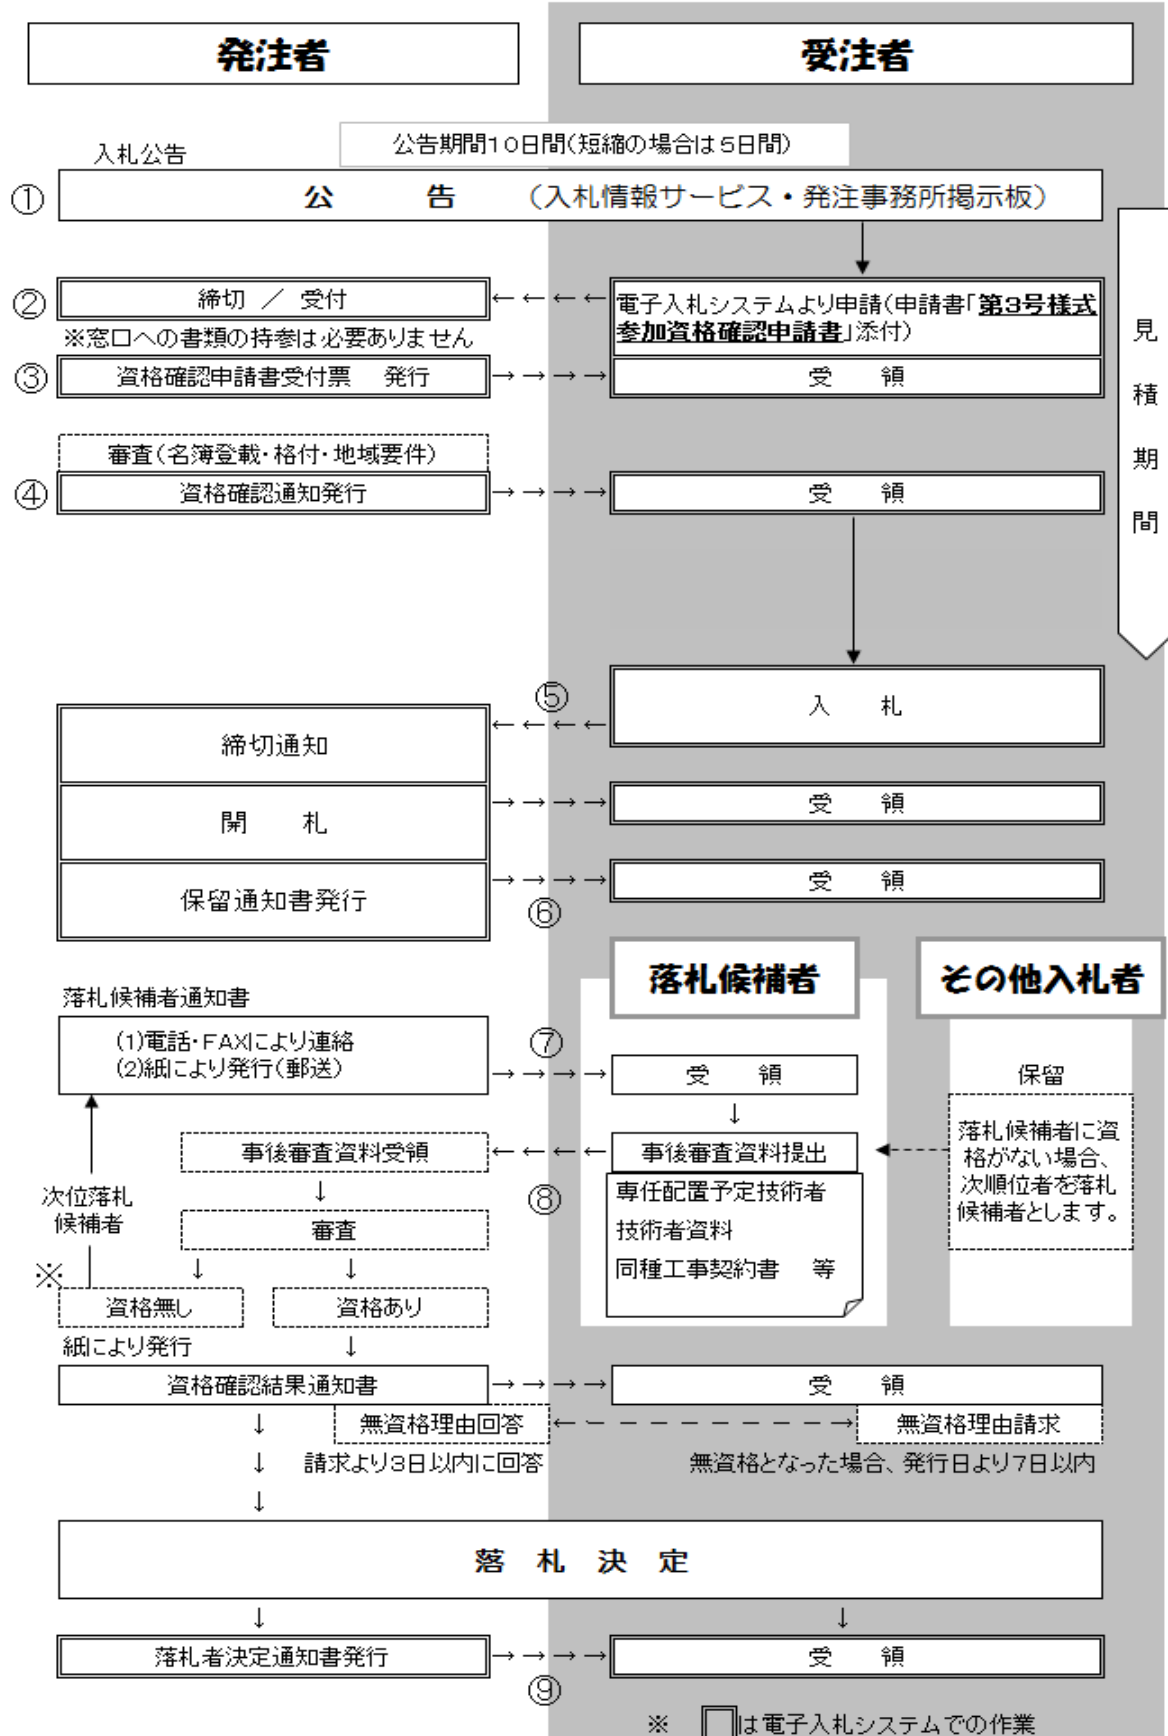 発注者
受注者
公告期間10日間(短縮の場合は5日間)
入札公告
① 公 告 (入札情報サービス・発注事務所掲示板)
② 締切 ／ 受付 ←←←←
電子入札システムより申請(申請書「第3号様式
参加資格確認申請書」添付)
※窓口への書類の持参は必要ありません
③ 資格確認申請書受付票 発行 →→→→ 受 領
見積期間
審査(名簿登載・格付・地域要件)
④ 資格確認通知発行 →→→→ 受 領
⑤ 入 札
←←←←
締切通知
開 札 →→→→ 受 領
保留通知書発行 →→→→ 受 領
⑥
落札候補者
その他入札者
落札候補者通知書
(1)電話・FAXにより連絡
(2)紙により発行(郵送)
⑦
→→→→ 受 領
↓
保留
落札候補者に資
格がない場合、
次順位者を落札
候補者とします。
事後審査資料受領 ←←←← 事後審査資料提出
↓
⑧
専任配置予定技術者
技術者資料
同種工事契約書 等
次位落札
候補者
審査
↓ ↓
※
資格無し 資格あり
紙により発行 ↓
資格確認結果通知書 →→→→ 受 領
↓ 無資格理由回答 無資格理由請求
↓ 請求より3日以内に回答 無資格となった場合、発行日より7日以内
↓
落 札 決 定
↓ ↓
落札者決定通知書発行 →→→→ 受 領
⑨
※ は電子入札システムでの作業